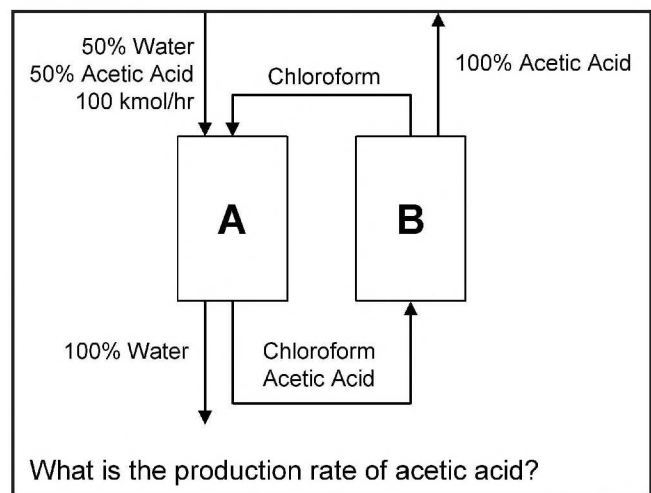 50% Water
50% Acetic Acid
100 kmol/hr
Chloroform
100% Acetic Acid
A
B
100% Water
Chloroform
Acetic Acid
What is the production rate of acetic acid?